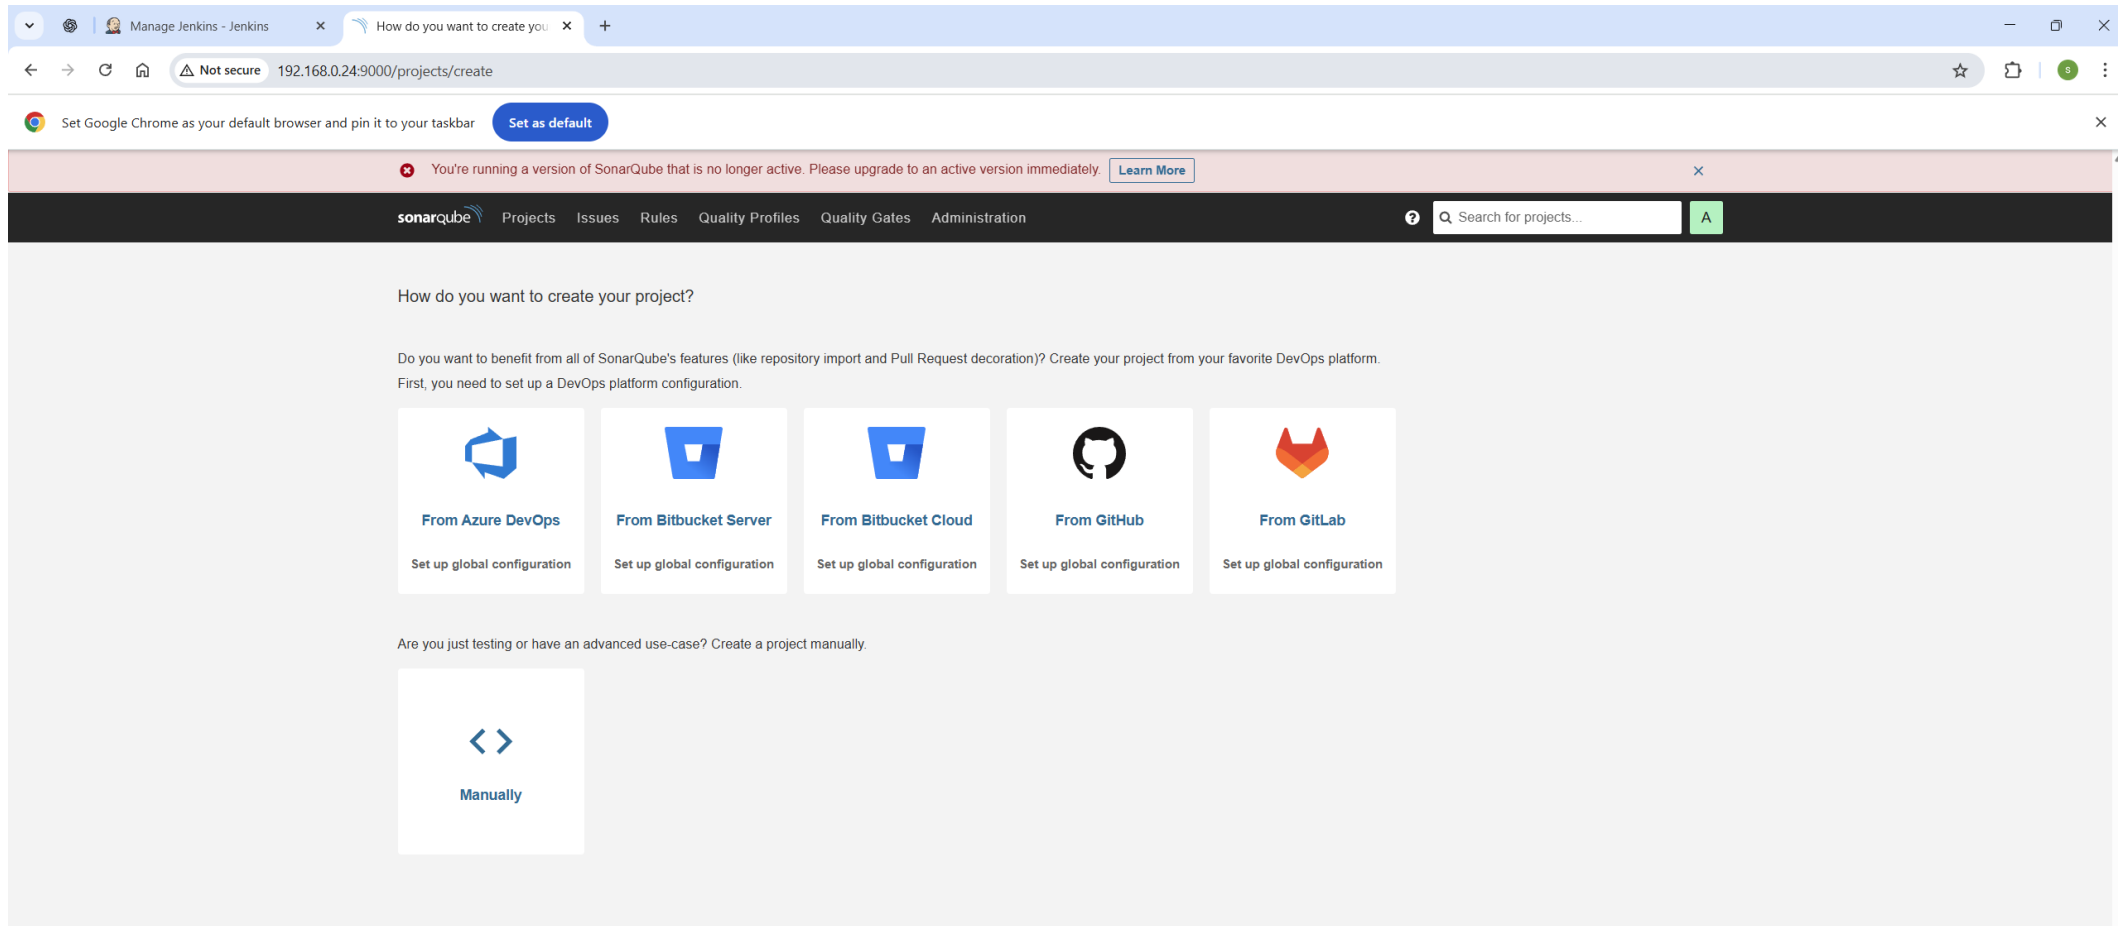 Manage Jenkins - Jenkins
How do you want to create you
Not secure 192.168.0.24:9000/projects/create
S
Set Google Chrome as your default browser and pin it to your taskbar Set as default
You're running a version of SonarQube that is no longer active. Please upgrade to an active version immediately. Learn More
sonarqube Projects Issues Rules Quality Profiles Quality Gates Administration ? Search for projects... A
How do you want to create your project?
Do you want to benefit from all of SonarQube's features (like repository import and Pull Request decoration)? Create your project from your favorite DevOps platform.
First, you need to set up a DevOps platform configuration.
From Azure DevOps From Bitbucket Server From Bitbucket Cloud From GitHub From GitLab
Set up global configuration Set up global configuration Set up global configuration Set up global configuration Set up global configuration
Are you just testing or have an advanced use-case? Create a project manually.
Manually